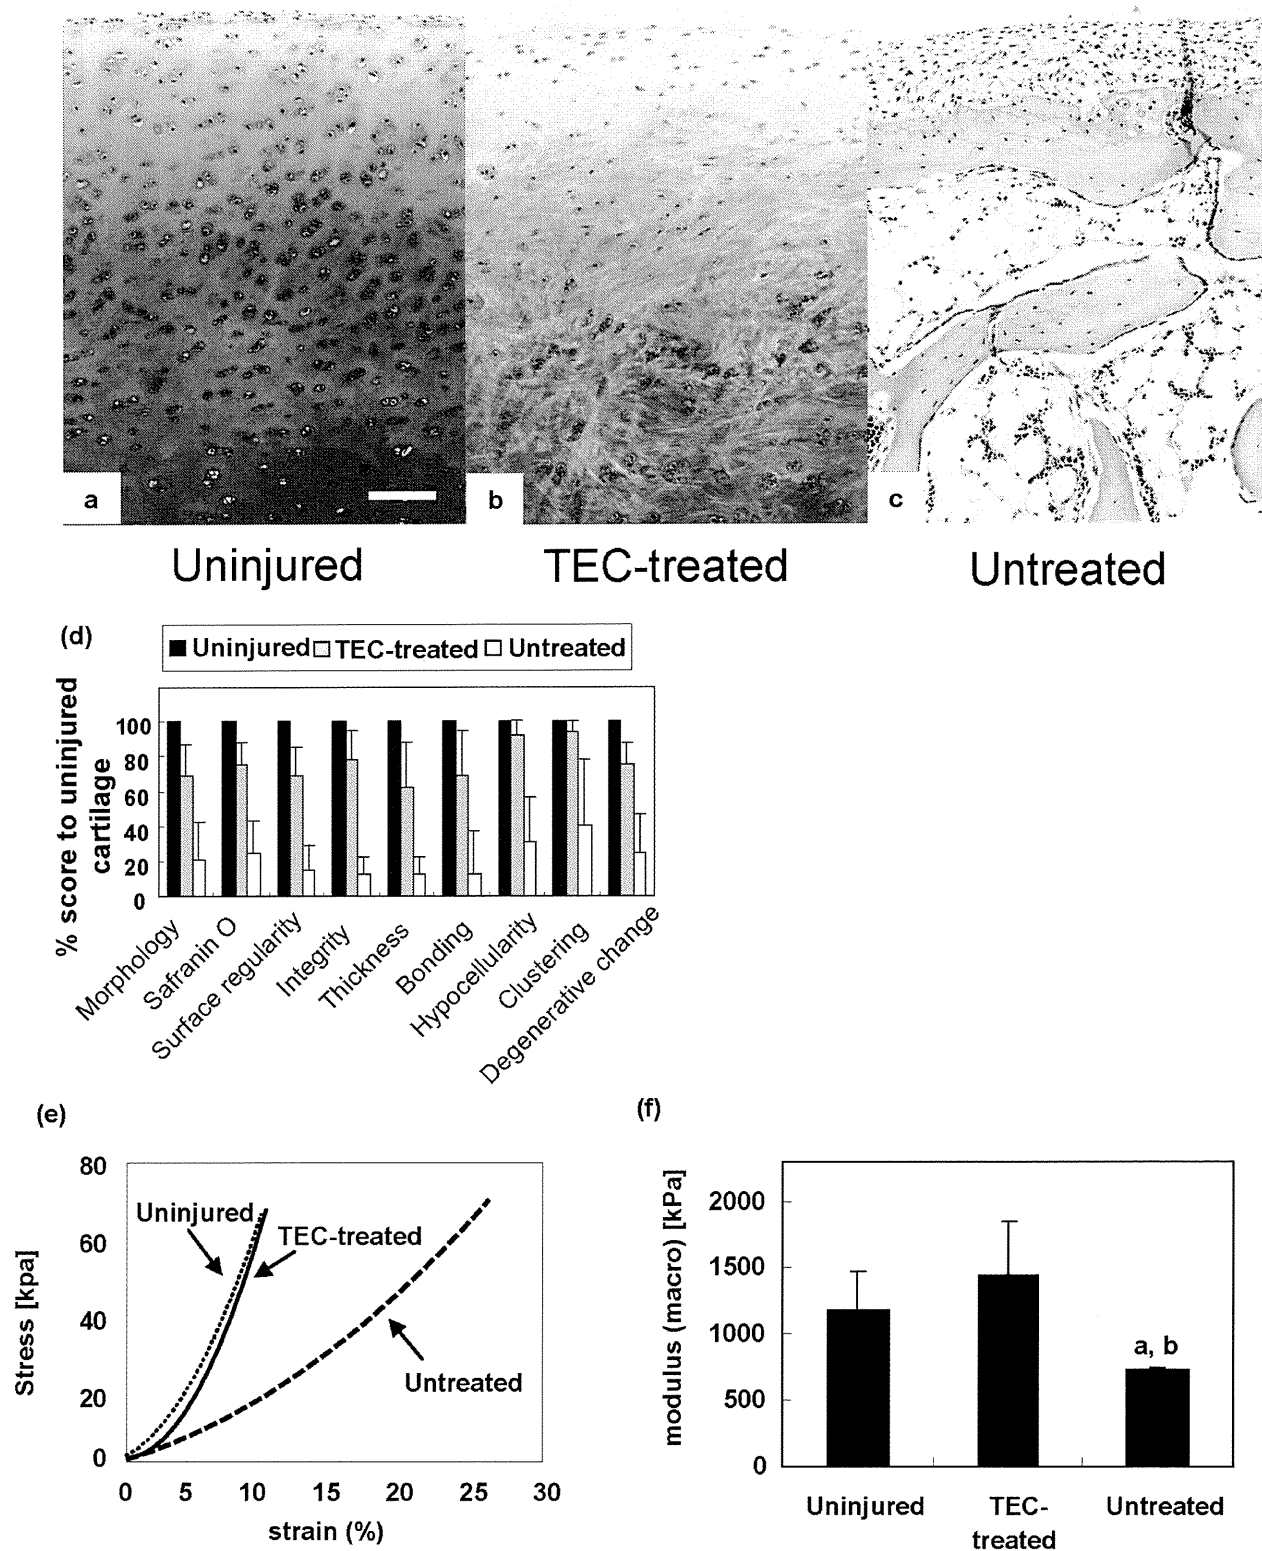 a
b
c
Uninjured
TEC-treated
Untreated
(d)
Uninjured TEC-treated Untreated
% score to uninjured
cartilage
100
80
60
40
20
0
Morphology
Safranin O
Surface regularity
Integrity
Thickness
Bonding
Hypocellularity
Clustering
Degenerative change
(e)
Stress [kpa]
80
60
40
20
0
Uninjured
TEC-treated
Untreated
0 5 10 15 20 25 30
strain (%)
(f)
modulus (macro) [kPa]
2000
1500
1000
500
0
a, b
Uninjured
TEC-
treated
Untreated